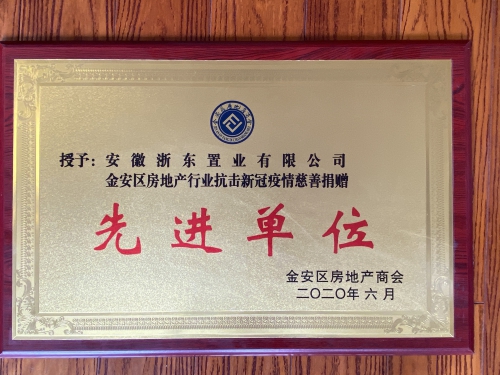 授予：安徽浙东置业有限公司
金安区房地产行业抗击新冠疫情慈善捐赠
先进单位
金安区房地产商会
二〇二〇年六月